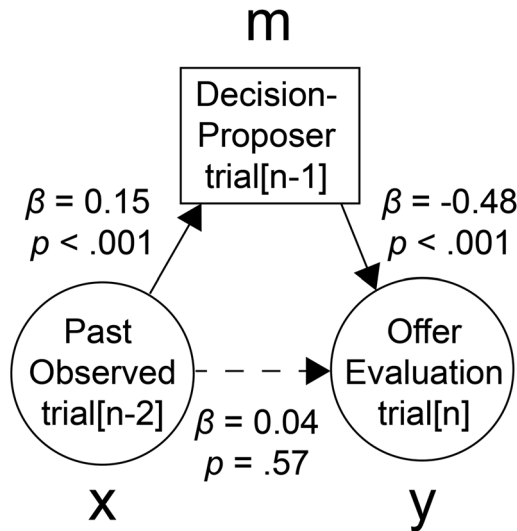 m
Decision-
Proposer
trial[n-1]
β = 0.15
p < .001
β = -0.48
p < .001
Past
Observed
trial[n-2]
Offer
Evaluation
trial[n]
β = 0.04
p = .57
x
y